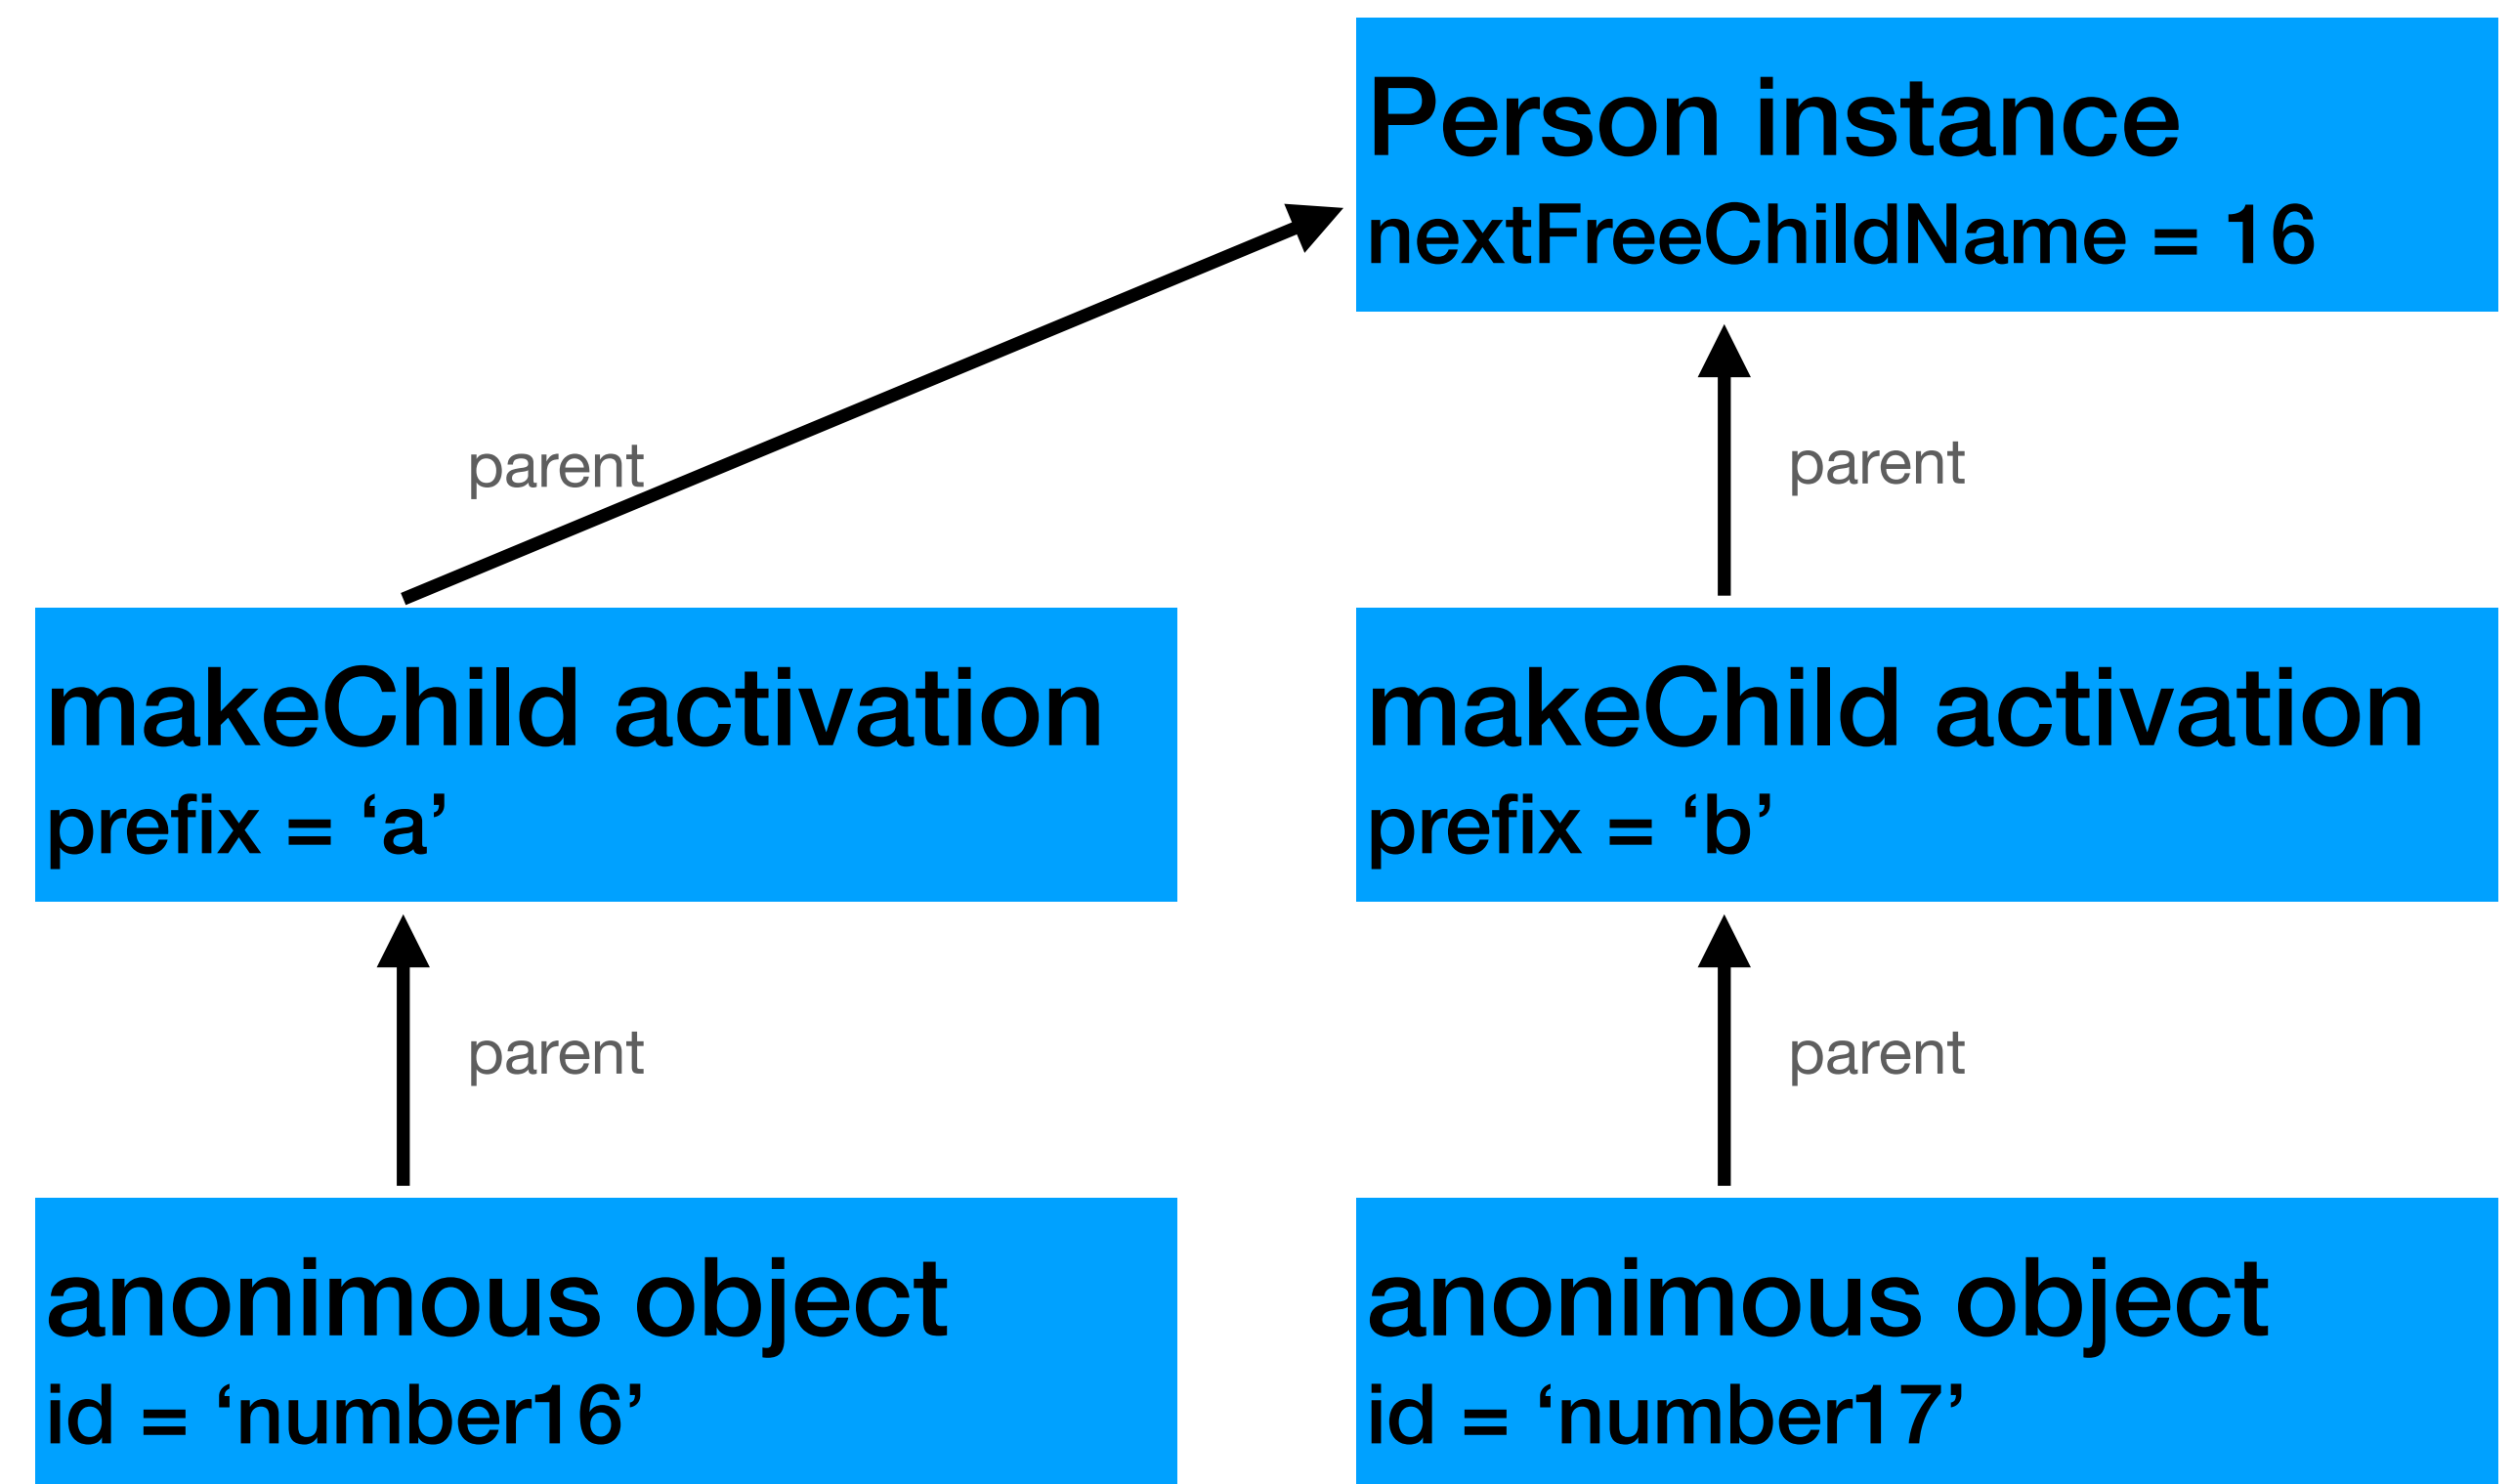 Person instance
nextFreeChildName = 16
parent
parent
makeChild activation
prefix = ‘a’
makeChild activation
prefix = ‘b’
parent
parent
anonimous object
id = ‘number16’
anonimous object
id = ‘number17’